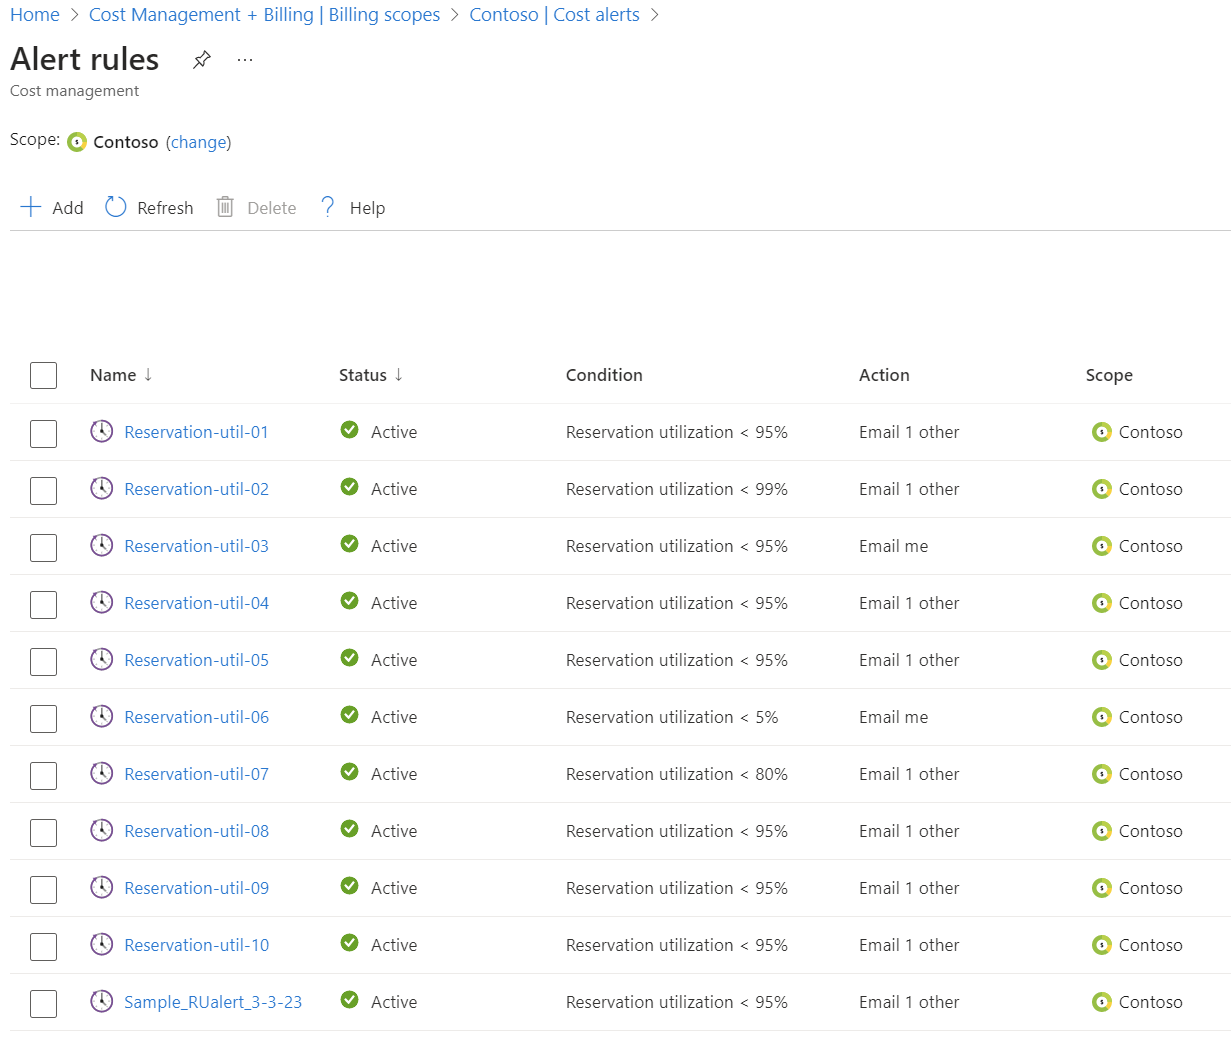 Home > Cost Management + Billing | Billing scopes > Contoso | Cost alerts >
Alert rules ...
Cost management
Scope: $ Contoso (change)
+ Add Refresh Delete ? Help
Name ↓ Status ↓ Condition Action Scope
Reservation-util-01 Active Reservation utilization < 95% Email 1 other Contoso
Reservation-util-02 Active Reservation utilization < 99% Email 1 other Contoso
Reservation-util-03 Active Reservation utilization < 95% Email me Contoso
Reservation-util-04 Active Reservation utilization < 95% Email 1 other Contoso
Reservation-util-05 Active Reservation utilization < 95% Email 1 other Contoso
Reservation-util-06 Active Reservation utilization < 5% Email me Contoso
Reservation-util-07 Active Reservation utilization < 80% Email 1 other Contoso
Reservation-util-08 Active Reservation utilization < 95% Email 1 other Contoso
Reservation-util-09 Active Reservation utilization < 95% Email 1 other Contoso
Reservation-util-10 Active Reservation utilization < 95% Email 1 other Contoso
Sample_RUalert_3-3-23 Active Reservation utilization < 95% Email 1 other Contoso